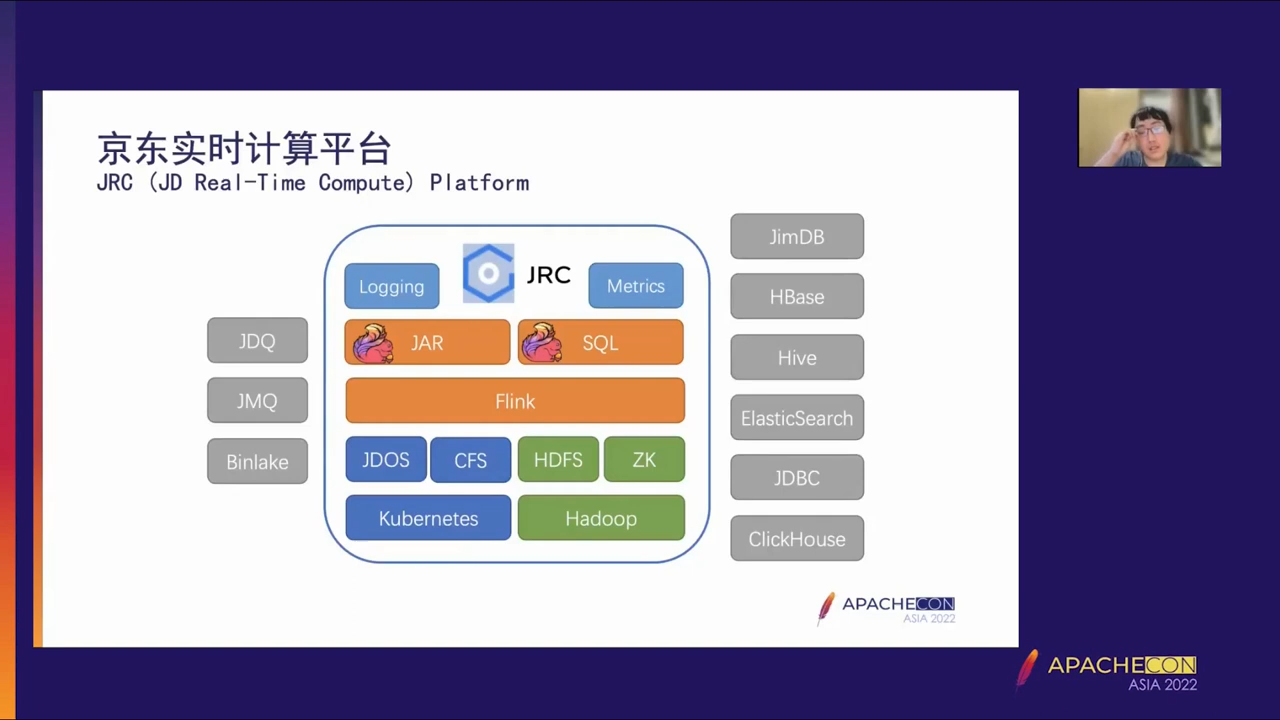 京东实时计算平台
JRC (JD Real-Time Compute) Platform
JDQ
JMQ
Binlake
Logging
JRC
Metrics
JAR
SQL
Flink
JDOS
CFS
HDFS
ZK
Kubernetes
Hadoop
JimDB
HBase
Hive
ElasticSearch
JDBC
ClickHouse
APACHECON
ASIA 2022
APACHECON
ASIA 2022